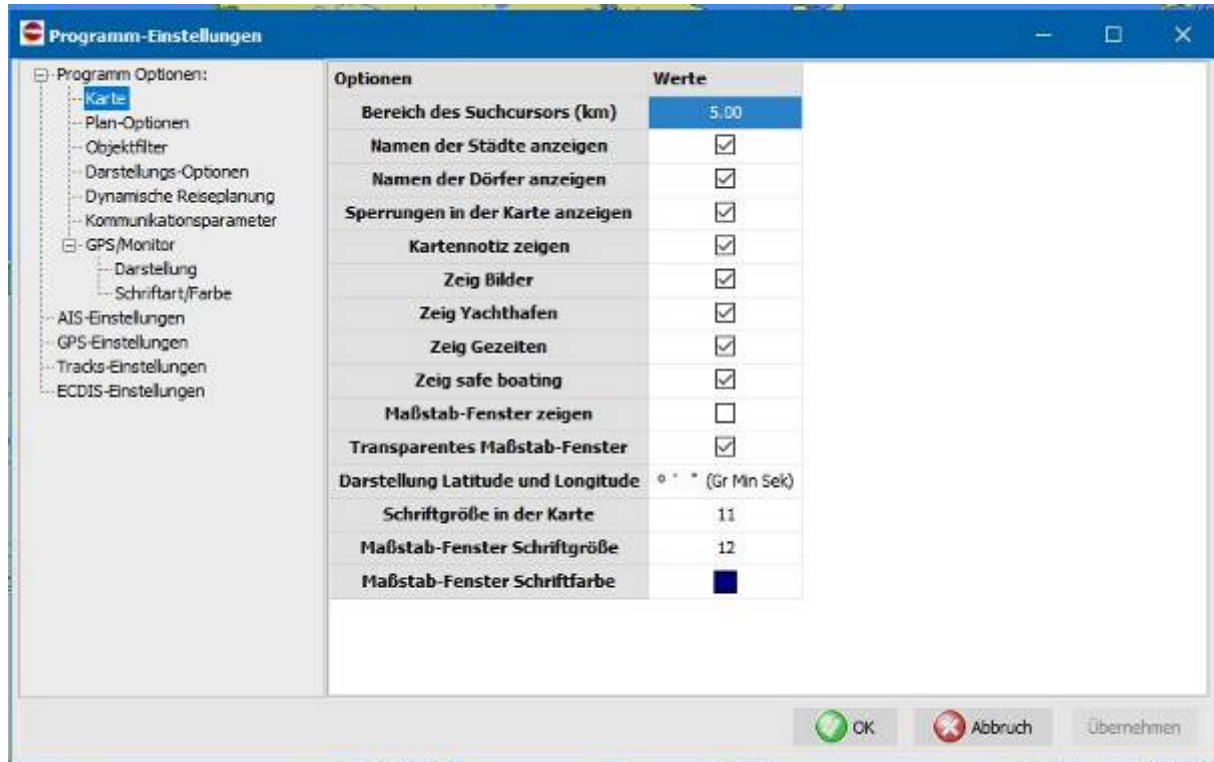 Programm-Einstellungen
Programm Optionen:
Karte
Plan-Optionen
Objektfilter
Darstellungs-Optionen
Dynamische Reiseplanung
Kommunikationsparameter
GPS/Monitor
Darstellung
Schriftart/Farbe
AIS-Einstellungen
GPS-Einstellungen
Tracks-Einstellungen
ECDIS-Einstellungen
Optionen Werte
Bereich des Suchcursors (km) 5.00
Namen der Städte anzeigen
Namen der Dörfer anzeigen
Sperrungen in der Karte anzeigen
Kartennotiz zeigen
Zeig Bilder
Zeig Yachthafen
Zeig Gezeiten
Zeig safe boating
Maßstab-Fenster zeigen
Transparentes Maßstab-Fenster
Darstellung Latitude und Longitude ° ' " (Gr Min Sek)
Schriftgröße in der Karte 11
Maßstab-Fenster Schriftgröße 12
Maßstab-Fenster Schriftfarbe
OK Abbruch Übernehmen